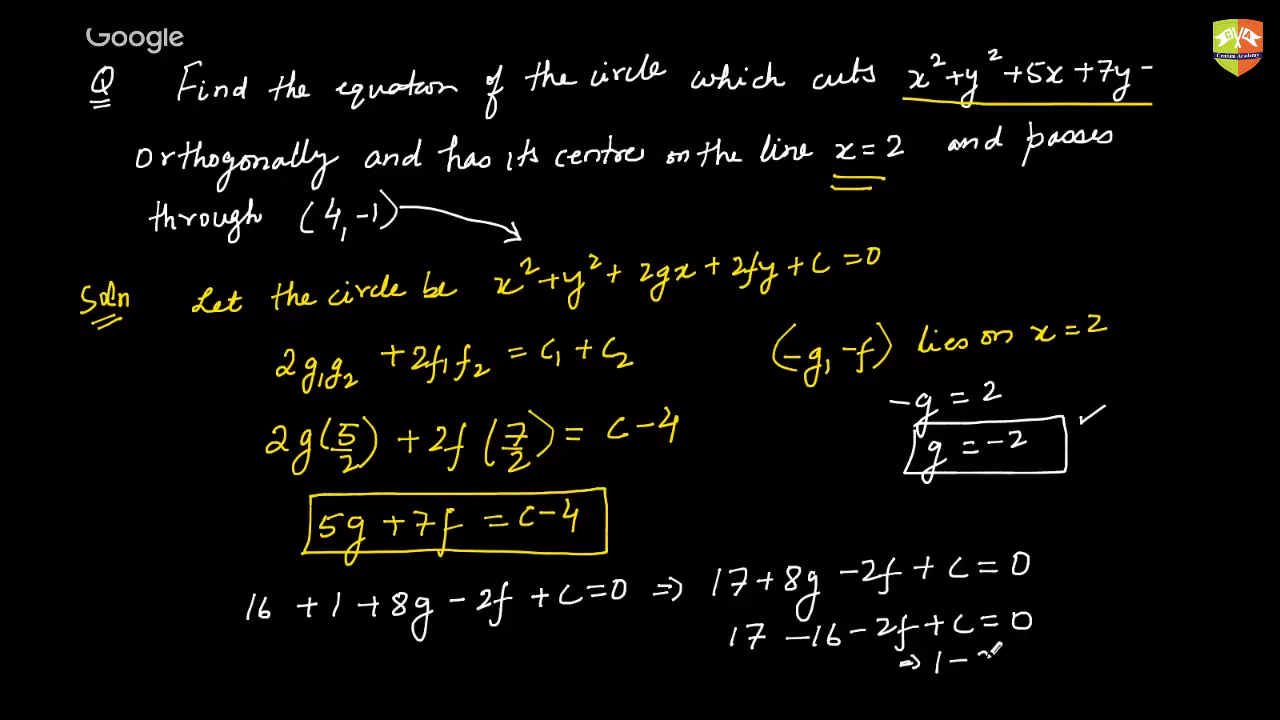 Google
Q Find the equation of the circle which cuts x²+y²+5x+7y-
Orthogonally and has its centre on the line x=2 and passes
through (4,-1)
Soln Let the circle be x²+y²+2gx+2fy+c=0
2g₁g₂ +2f₁f₂ = c₁+c₂
(-g,-f) lies on x=2
-g = 2
2g(5/2) + 2f(7/2) = c-4
g = -2 ✓
5g+7f = c-4
16 + 1 + 8g - 2f + c=0 => 17+8g-2f+c=0
17-16-2f+c=0
=> 1-
Centum Academy